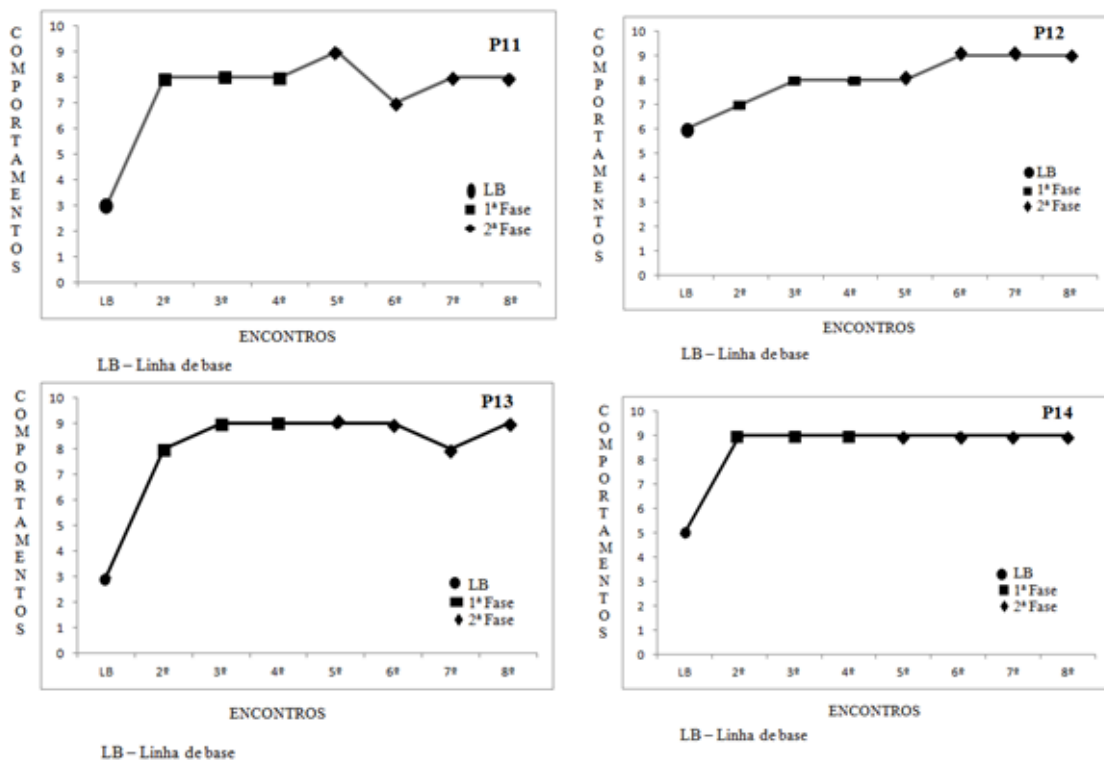 COMPORTAMENTOS
P11
10
9
8
7
6
5
4
3
2
1
0
LB
1ª Fase
2ª Fase
LB 2º 3º 4º 5º 6º 7º 8º
ENCONTROS
LB – Linha de base
COMPORTAMENTOS
P12
10
9
8
7
6
5
4
3
2
1
0
LB
1ª Fase
2ª Fase
LB 2º 3º 4º 5º 6º 7º 8º
ENCONTROS
LB – Linha de base
COMPORTAMENTOS
P13
10
9
8
7
6
5
4
3
2
1
0
LB
1ª Fase
2ª Fase
LB 2º 3º 4º 5º 6º 7º 8º
ENCONTROS
LB – Linha de base
COMPORTAMENTOS
P14
10
9
8
7
6
5
4
3
2
1
0
LB
1ª Fase
2ª Fase
LB 2º 3º 4º 5º 6º 7º 8º
ENCONTROS
LB – Linha de base